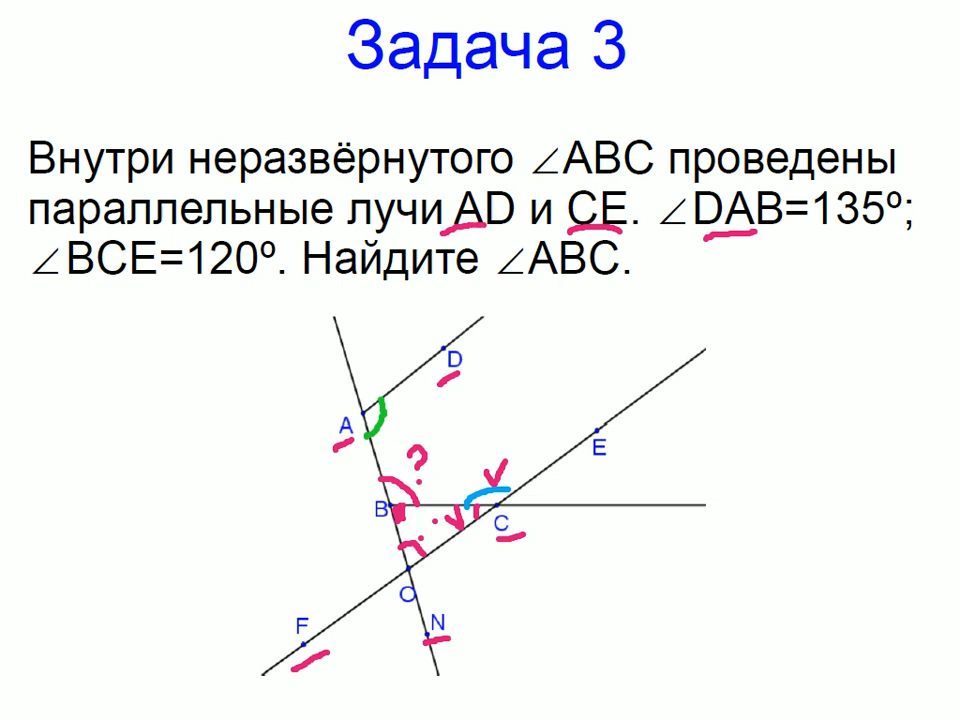 Задача 3
Внутри неразвёрнутого ∠ABC проведены
параллельные лучи AD и CE. ∠DAB=135º;
∠BCE=120º. Найдите ∠ABC.
D
A
E
?
B
C
O
F
N